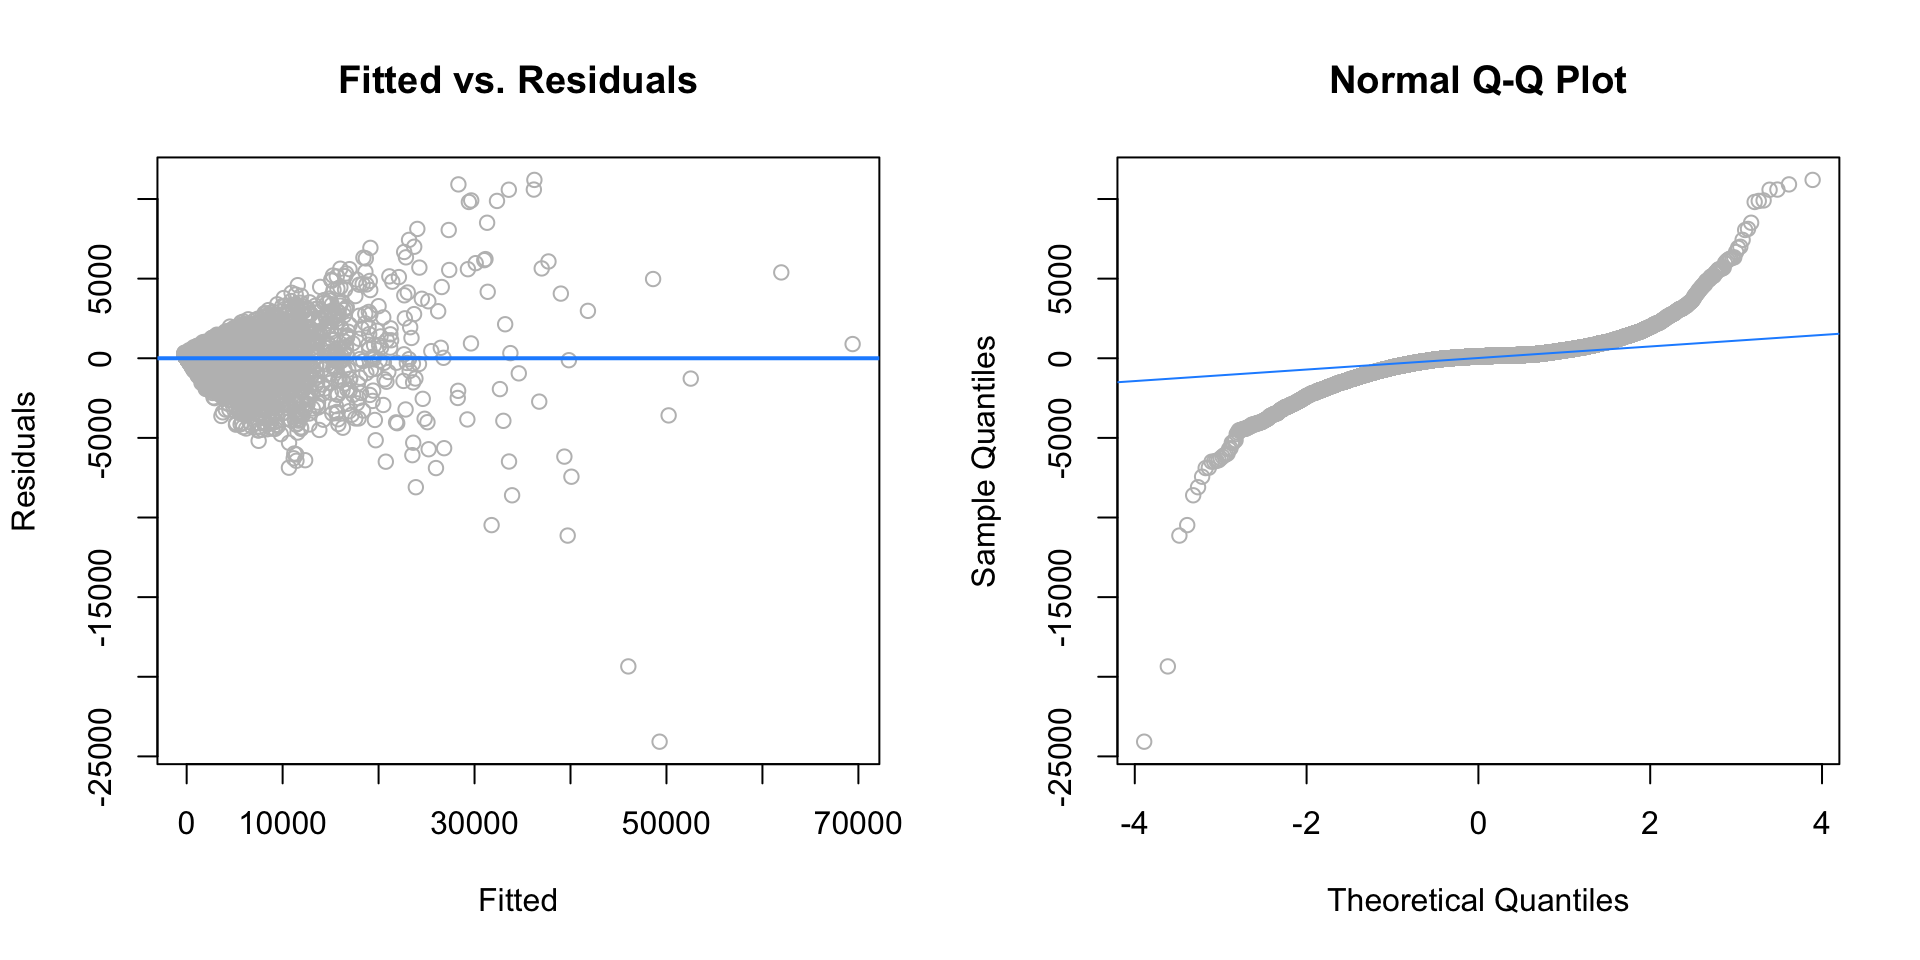 Fitted vs. Residuals
Residuals
5000
0
-5000
-15000
-25000
0 10000 30000 50000 70000
Fitted
Normal Q-Q Plot
Sample Quantiles
5000
0
-5000
-15000
-25000
-4 -2 0 2 4
Theoretical Quantiles